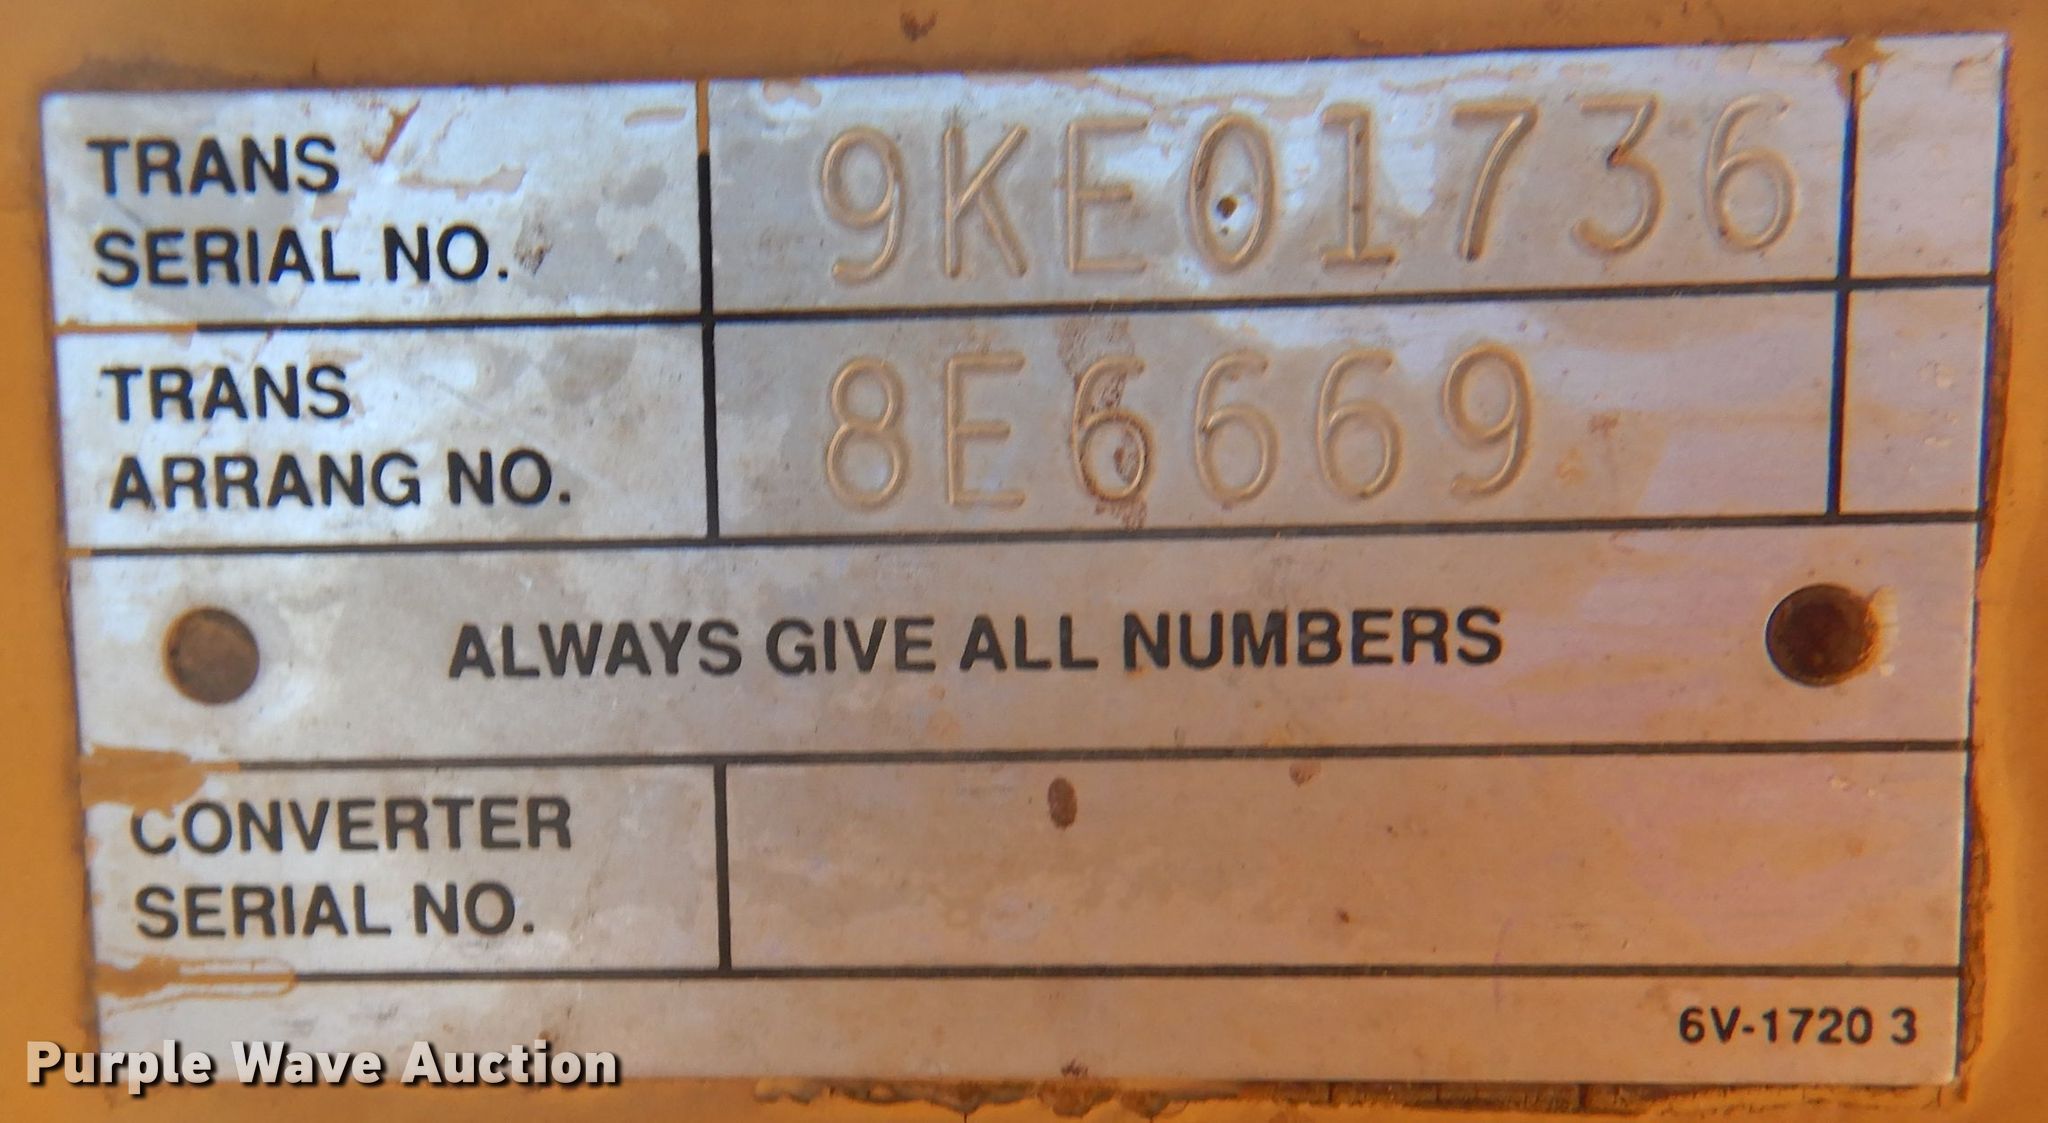 TRANS
SERIAL NO.
9KE01736
TRANS
ARRANG NO.
8E6669
ALWAYS GIVE ALL NUMBERS
CONVERTER
SERIAL NO.
6V-1720 3
Purple Wave Auction